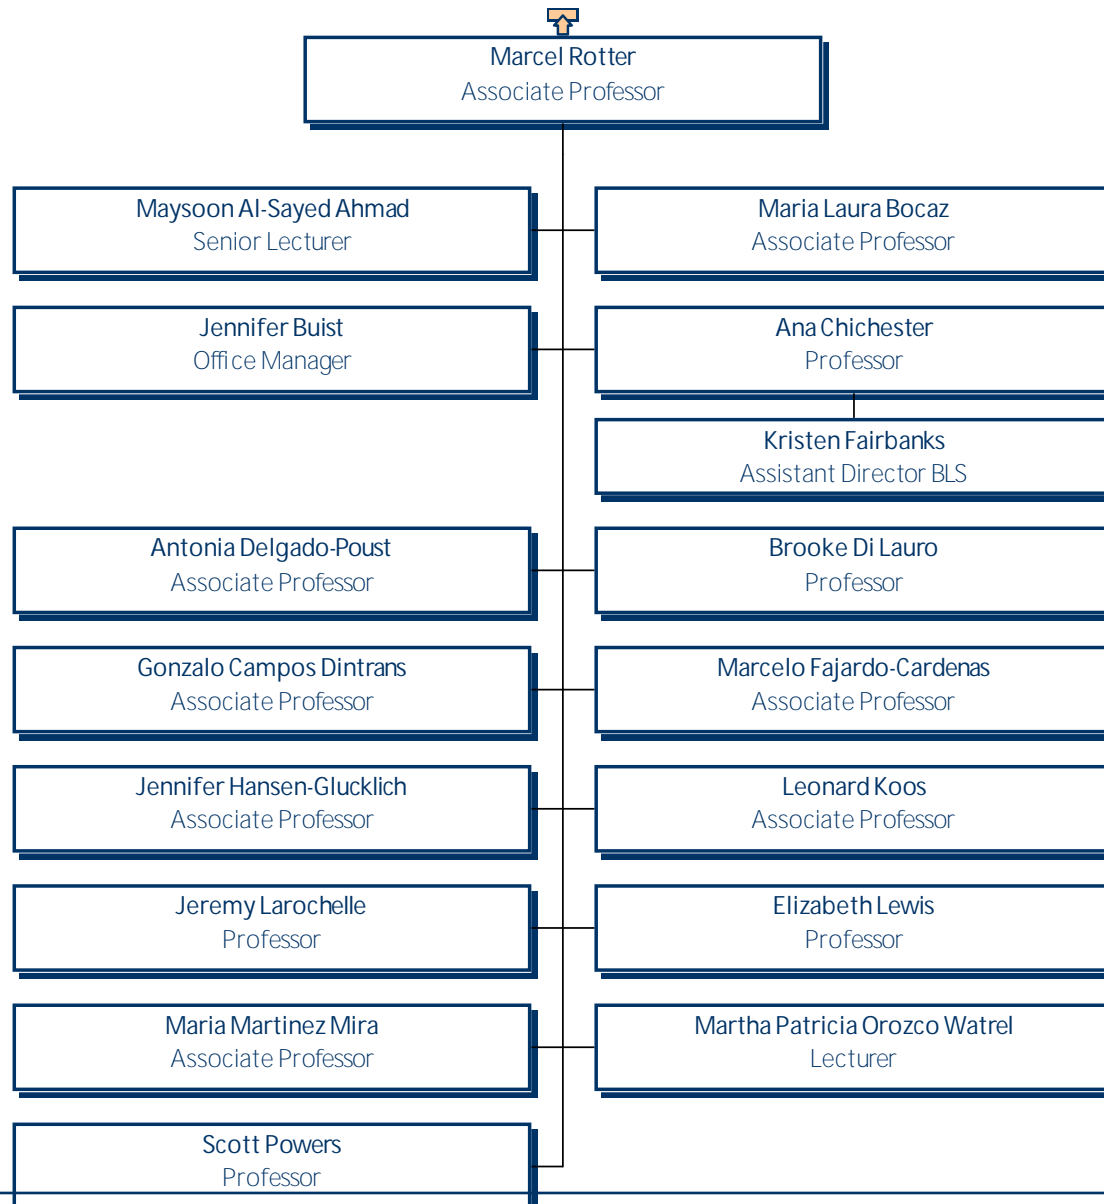 Marcel Rotter
Associate Professor
Maysoon Al-Sayed Ahmad
Senior Lecturer
Maria Laura Bocaz
Associate Professor
Jennifer Buist
Office Manager
Ana Chichester
Professor
Kristen Fairbanks
Assistant Director BLS
Antonia Delgado-Poust
Associate Professor
Brooke Di Lauro
Professor
Gonzalo Campos Dintrans
Associate Professor
Marcelo Fajardo-Cardenas
Associate Professor
Jennifer Hansen-Glucklich
Associate Professor
Leonard Koos
Associate Professor
Jeremy Larochelle
Professor
Elizabeth Lewis
Professor
Maria Martinez Mira
Associate Professor
Martha Patricia Orozco Watrel
Lecturer
Scott Powers
Professor